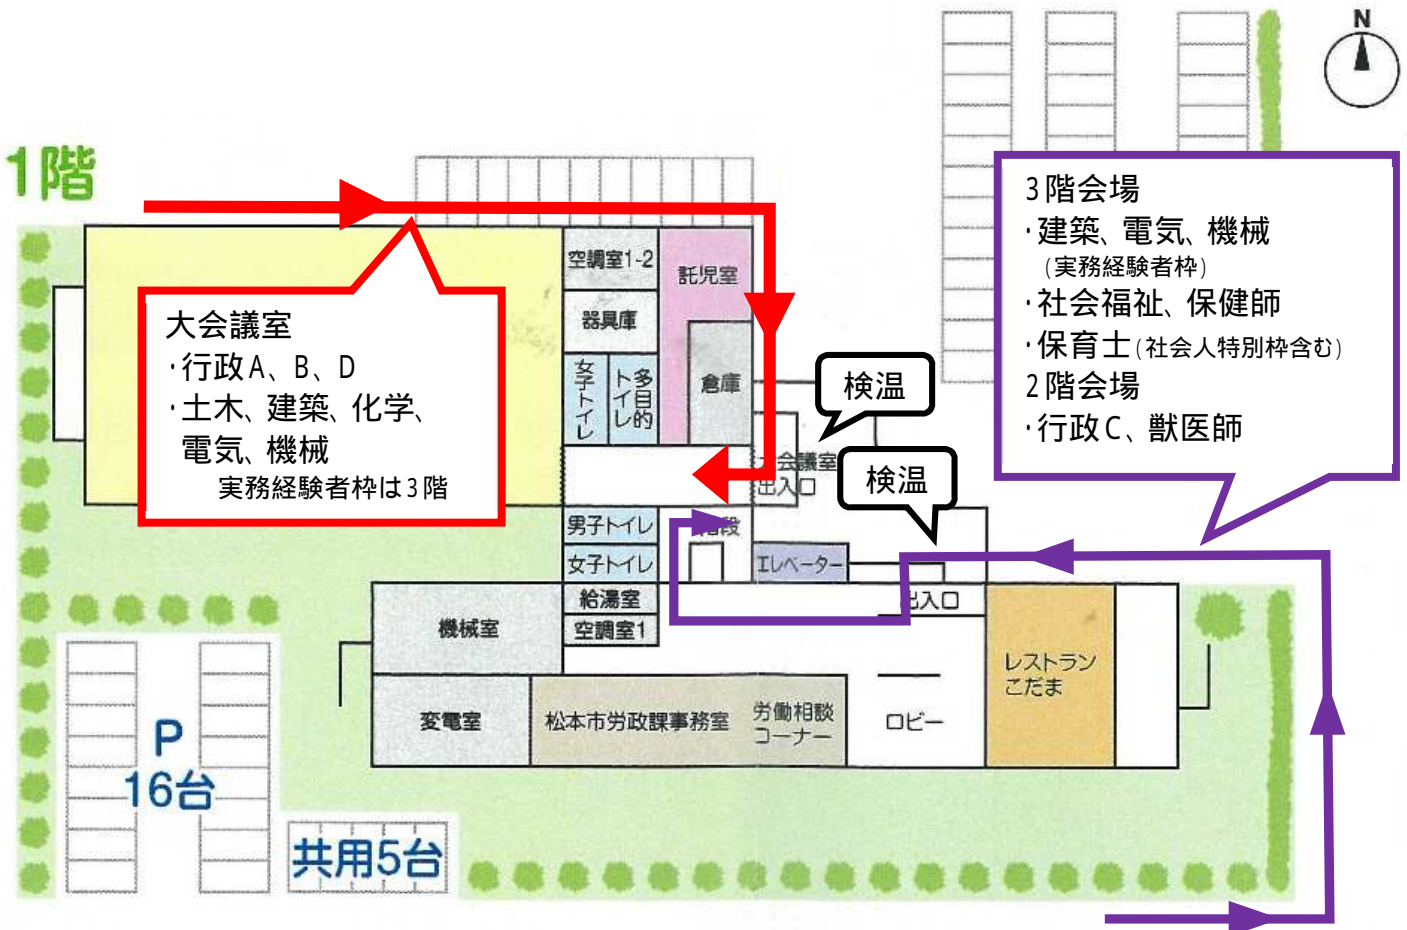 N
1階
3階会場
・建築、電気、機械
(実務経験者枠)
・社会福祉、保健師
・保育士(社会人特別枠含む)
2階会場
・行政C、獣医師
大会議室
・行政A、B、D
・土木、建築、化学、
電気、機械
実務経験者枠は3階
空調室1-2
託児室
器具庫
女子トイレ
多目的
トイレ
倉庫
検温
大会議室
出入口
検温
男子トイレ
階段
女子トイレ
エレベーター
給湯室
出入口
空調室1
機械室
レストラン
こだま
変電室
松本市労政課事務室
労働相談
コーナー
ロビー
P
16台
共用5台